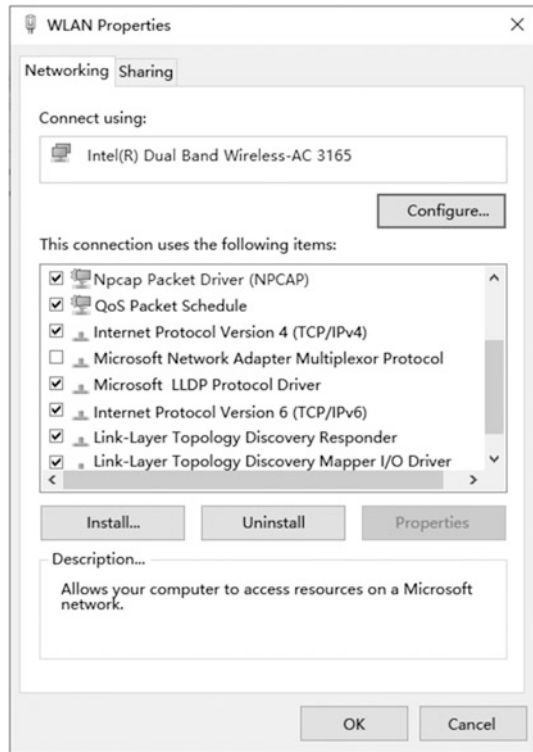 WLAN Properties
Networking Sharing
Connect using:
Intel(R) Dual Band Wireless-AC 3165
Configure...
This connection uses the following items:
Npcap Packet Driver (NPCAP)
QoS Packet Schedule
Internet Protocol Version 4 (TCP/IPv4)
Microsoft Network Adapter Multiplexor Protocol
Microsoft LLDP Protocol Driver
Internet Protocol Version 6 (TCP/IPv6)
Link-Layer Topology Discovery Responder
Link-Layer Topology Discovery Mapper I/O Driver
Install... Uninstall Properties
Description...
Allows your computer to access resources on a Microsoft
network.
OK Cancel